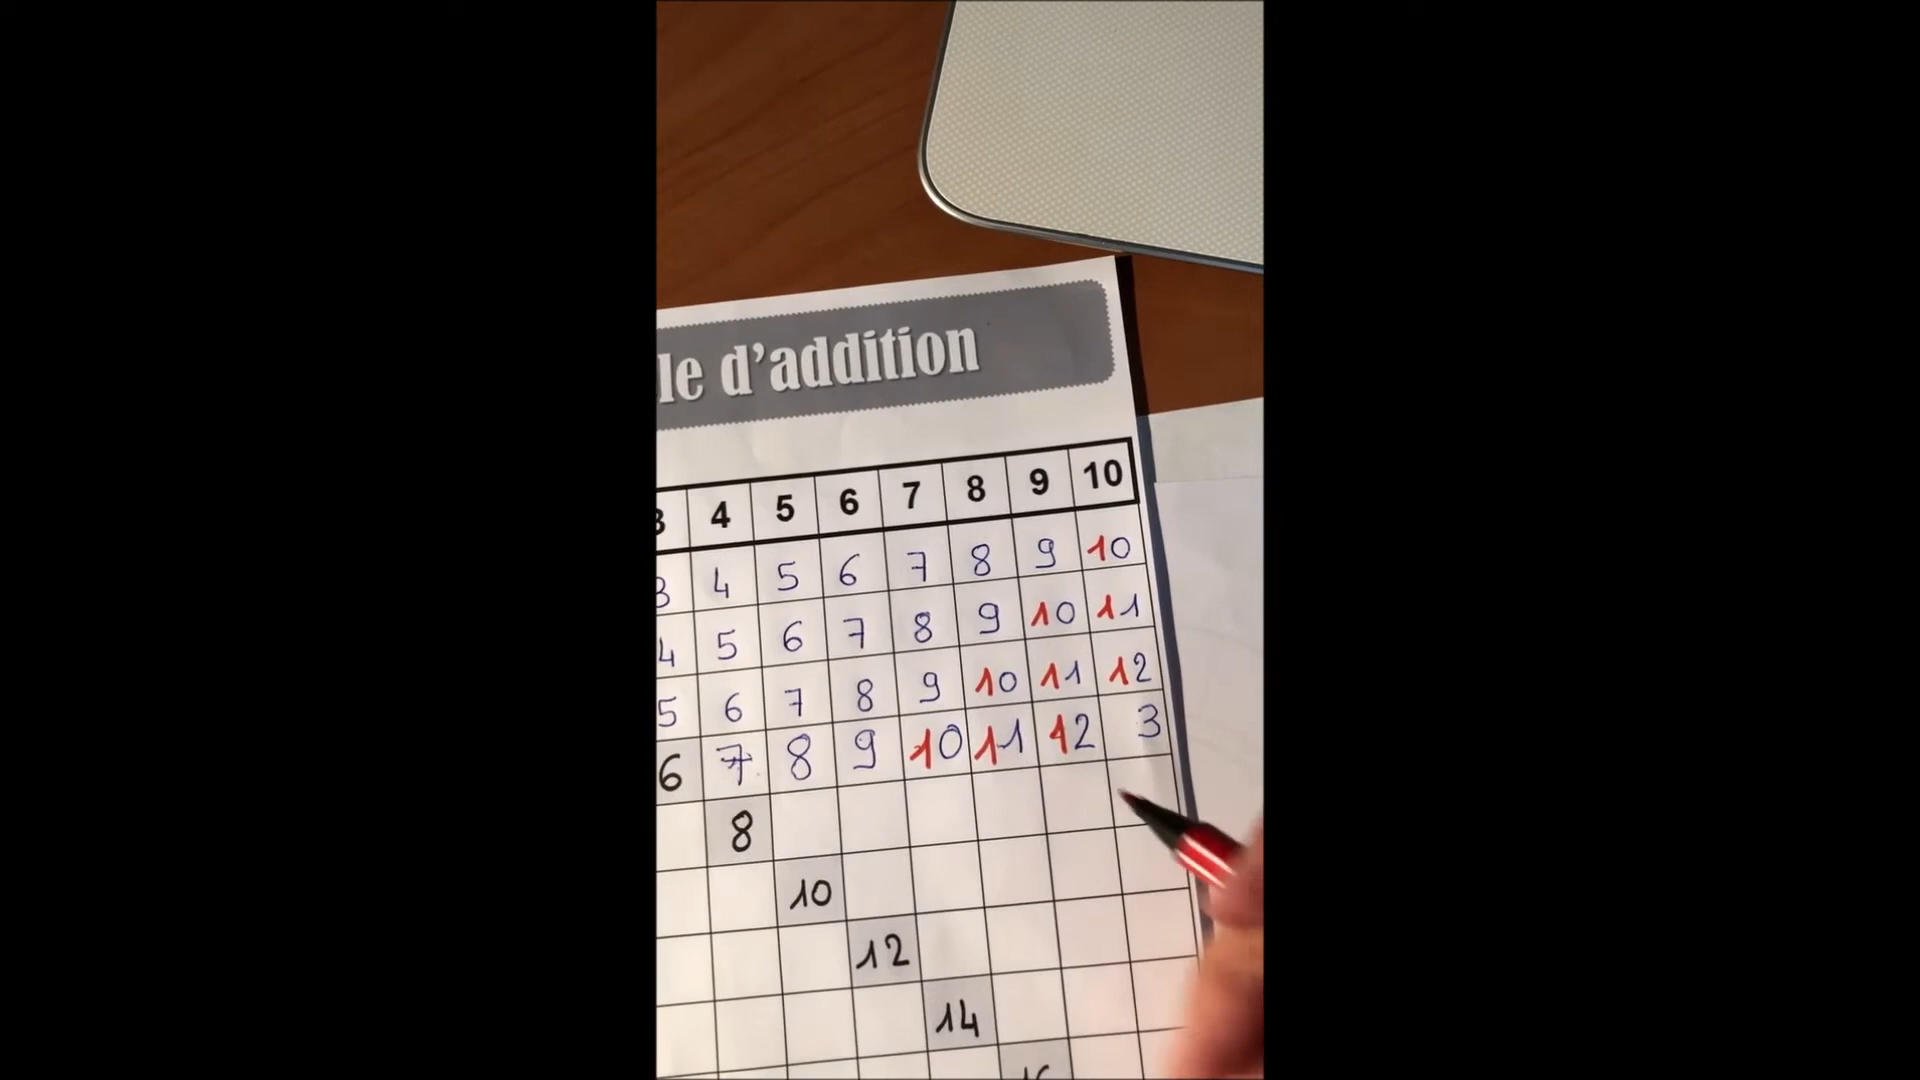 le d'addition
3 4 5 6 7 8 9 10
3 4 5 6 7 8 9 10
4 5 6 7 8 9 10 11
5 6 7 8 9 10 11 12
6 7 8 9 10 11 12 3
8
10
12
14